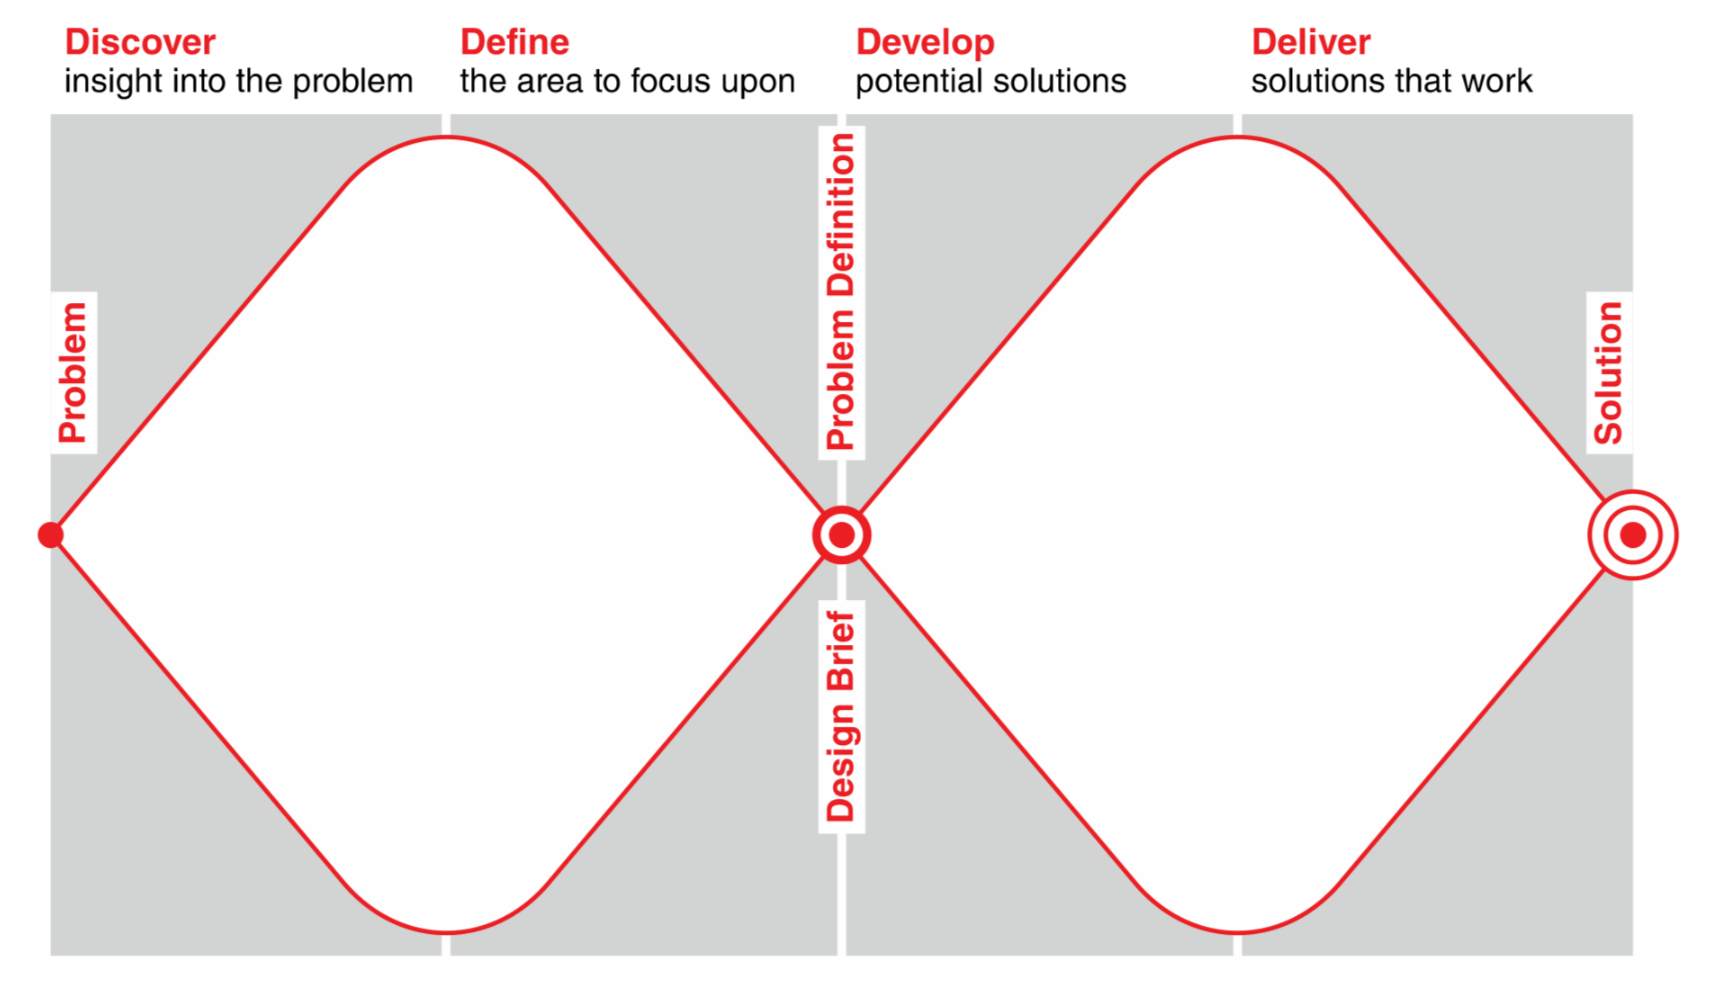 Discover
insight into the problem
Define
the area to focus upon
Develop
potential solutions
Deliver
solutions that work
Problem
Problem Definition
Design Brief
Solution